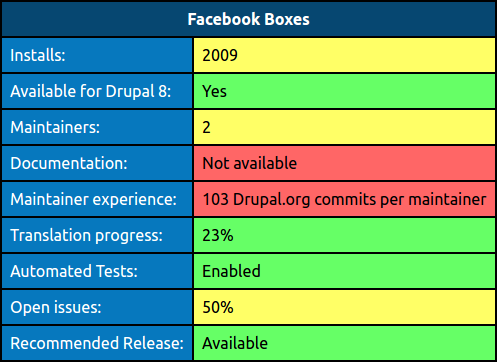 Facebook Boxes
Installs: 2009
Available for Drupal 8: Yes
Maintainers: 2
Documentation: Not available
Maintainer experience: 103 Drupal.org commits per maintainer
Translation progress: 23%
Automated Tests: Enabled
Open issues: 50%
Recommended Release: Available